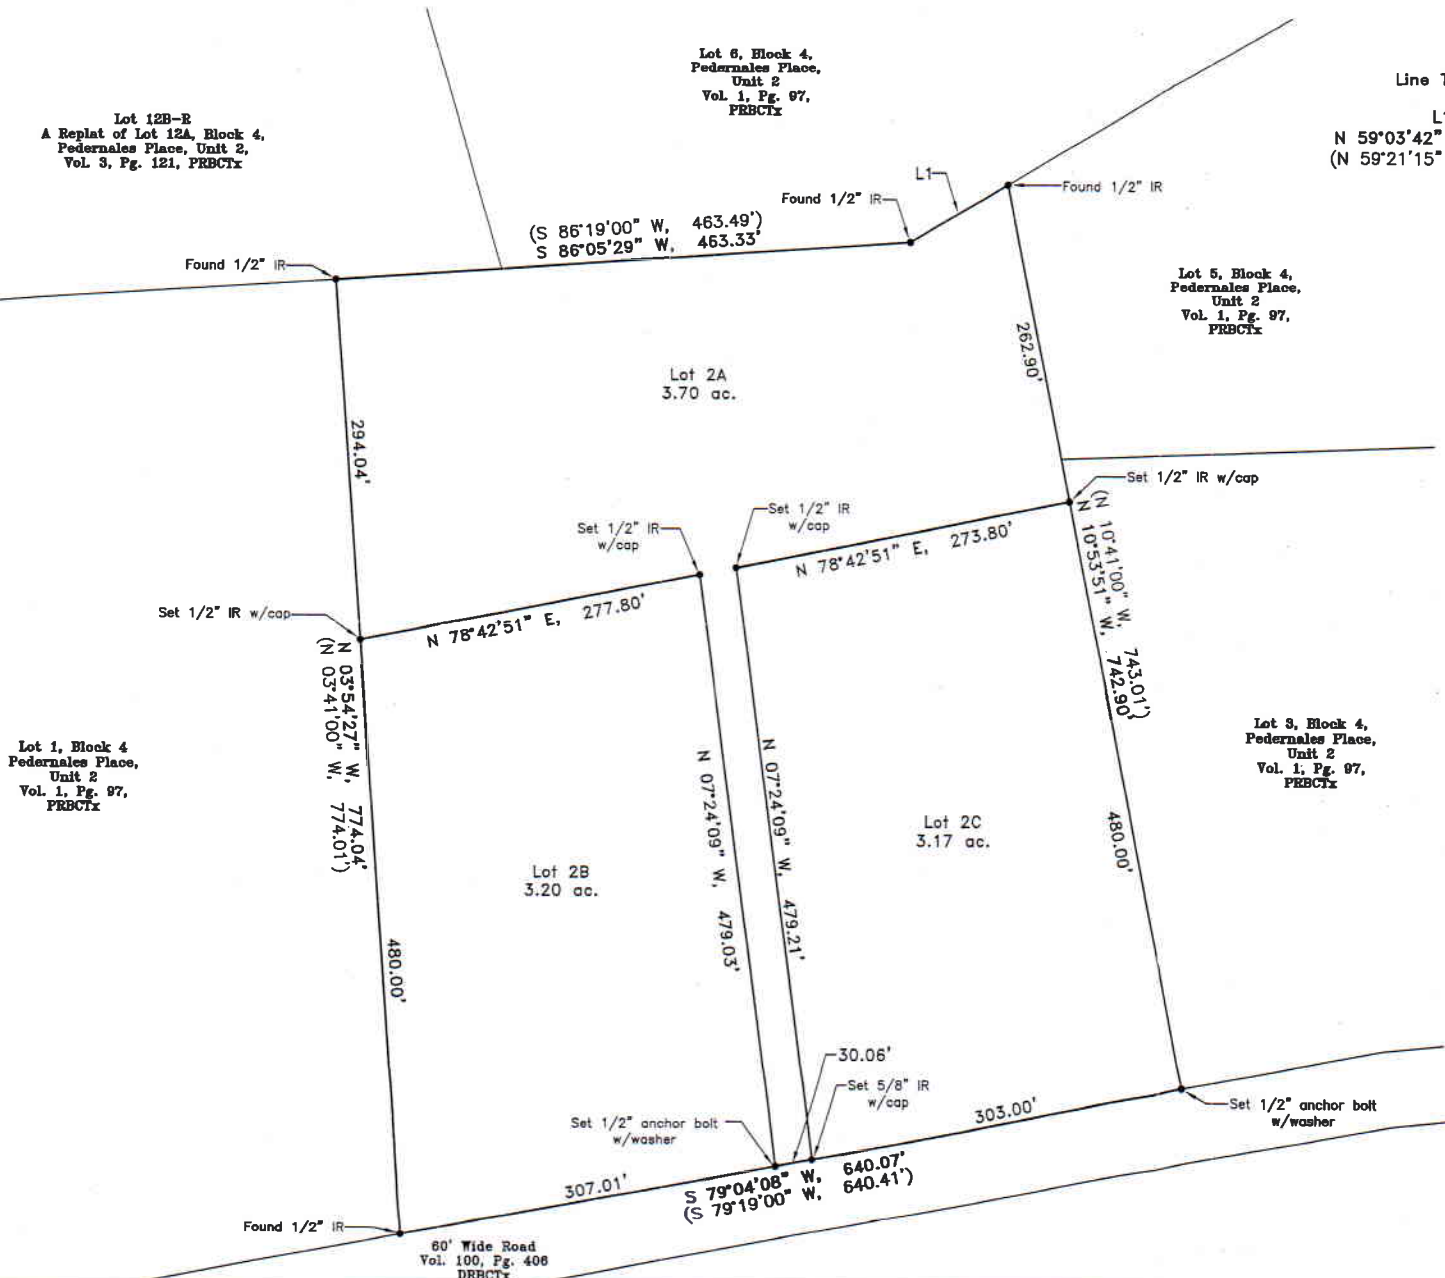 Lot 6, Block 4,
Pedernales Place,
Unit 2
Vol. 1, Pg. 97,
PRBCTx
Line
L1
N 59°03'42"
(N 59°21'15"
Lot 12B-R
A Replat of Lot 12A, Block 4,
Pedernales Place, Unit 2,
Vol. 3, Pg. 121, PRBCTx
L1
Found 1/2" IR
Found 1/2" IR
(S 86°19'00" W, 463.49')
S 86°05'29" W, 463.33'
Found 1/2" IR
Lot 5, Block 4,
Pedernales Place,
Unit 2
Vol. 1, Pg. 97,
PRBCTx
262.90'
Lot 2A
3.70 ac.
294.04'
Set 1/2" IR w/cap
Set 1/2" IR
w/cap
Set 1/2" IR
w/cap
N 78°42'51" E, 273.80'
(N 10°41'00" W, 743.01')
N 10°53'51" W, 742.90'
Set 1/2" IR w/cap
N 78°42'51" E, 277.80'
N 03°54'27" W, 774.04'
(N 03°41'00" W, 774.01')
Lot 1, Block 4
Pedernales Place,
Unit 2
Vol. 1, Pg. 97,
PRBCTx
Lot 3, Block 4,
Pedernales Place,
Unit 2
Vol. 1, Pg. 97,
PRBCTx
N 07°24'09" W, 479.03'
N 07°24'09" W, 479.21'
Lot 2C
3.17 ac.
480.00'
Lot 2B
3.20 ac.
480.00'
30.06'
Set 5/8" IR
w/cap
303.00'
Set 1/2" anchor bolt
w/washer
Set 1/2" anchor bolt
w/washer
307.01'
S 79°04'08" W, 640.07'
(S 79°19'00" W, 640.41')
Found 1/2" IR
60' Wide Road
Vol. 100, Pg. 406
DRBCTx